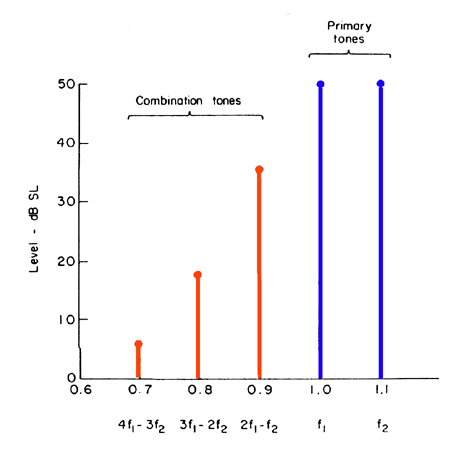 Primary
tones
Combination tones
50
40
30
20
10
0
Level - dB SL
0.6 0.7 0.8 0.9 1.0 1.1
4f₁-3f₂ 3f₁-2f₂ 2f₁-f₂ f₁ f₂